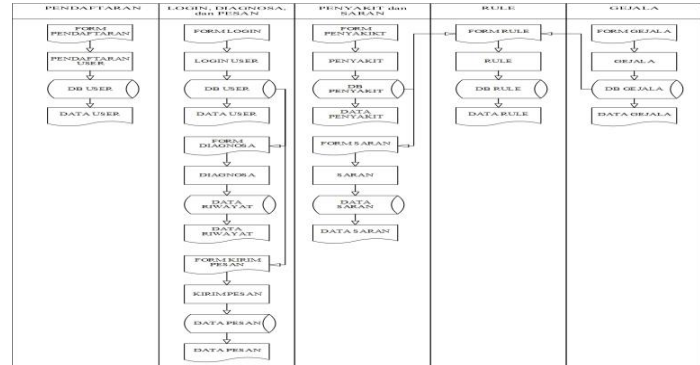 PENDAFTARAN
LOGIN, DIAGNOSA,
dan PESAN
PENYAKIT dan
SARAN
RULE
GEJALA
FORM
PENDAFTARAN
PENDAFTARAN
USER
DB USER
DATA USER
FORM LOGIN
LOGIN USER
DB USER
DATA USER
FORM
DIAGNOSA
DIAGNOSA
DATA
RIWAYAT
DATA
RIWAYAT
FORM KIRIM
PESAN
KIRIM PESAN
DATA PESAN
DATA PESAN
FORM
PENYAKIKT
PENYAKIT
DB
PENYAKIT
DATA
PENYAKIT
FORM SARAN
SARAN
DATA
SARAN
DATA SARAN
FORM RULE
RULE
DB RULE
DATA RULE
FORM GEJALA
GEJALA
DB GEJALA
DATA GEJALA